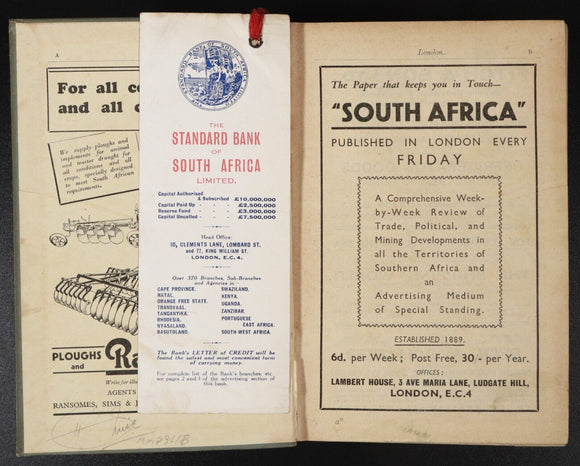 A
For all co
and all c
We supply ploughs and
implements for animal
and tractor draught for
all conditions and all
crops, specially designed
to meet South African
requirements.
PLOUGHS
and
Ra
Write for illu
AGENTS
RANSOMES, SIMS & J
THE
STANDARD BANK
OF
SOUTH AFRICA
LIMITED.
Capital Authorised
& Subscribed £10,000,000
Capital Paid Up - - - £2,500,000
Reserve Fund - - - £3,000,000
Capital Uncalled - - - £7,500,000
Head Office:
10, CLEMENTS LANE, LOMBARD ST.
and 77, KING WILLIAM ST.
LONDON, E.C.4.
Over 370 Branches, Sub-Branches
and Agencies in
CAPE PROVINCE. SWAZILAND.
NATAL. KENYA.
ORANGE FREE STATE. UGANDA.
TRANSVAAL. ZANZIBAR.
TANGANYIKA. PORTUGUESE
RHODESIA. EAST AFRICA.
NYASALAND. SOUTH-WEST AFRICA.
BASUTOLAND.
The Bank's LETTER of CREDIT will be
found the safest and most convenient form
of carrying money.
For complete list of the Bank's branches, etc.
see pages 2 and 3 of the advertising section of
this book.
London. B
The Paper that keeps you in Touch—
"SOUTH AFRICA"
PUBLISHED IN LONDON EVERY
FRIDAY
A Comprehensive Week-
by-Week Review of
Trade, Political, and
Mining Developments in
all the Territories of
Southern Africa and
an
Advertising Medium
of Special Standing.
ESTABLISHED 1889.
6d. per Week; Post Free, 30/- per Year.
OFFICES:
LAMBERT HOUSE, 3 AVE MARIA LANE, LUDGATE HILL,
LONDON, E.C.4